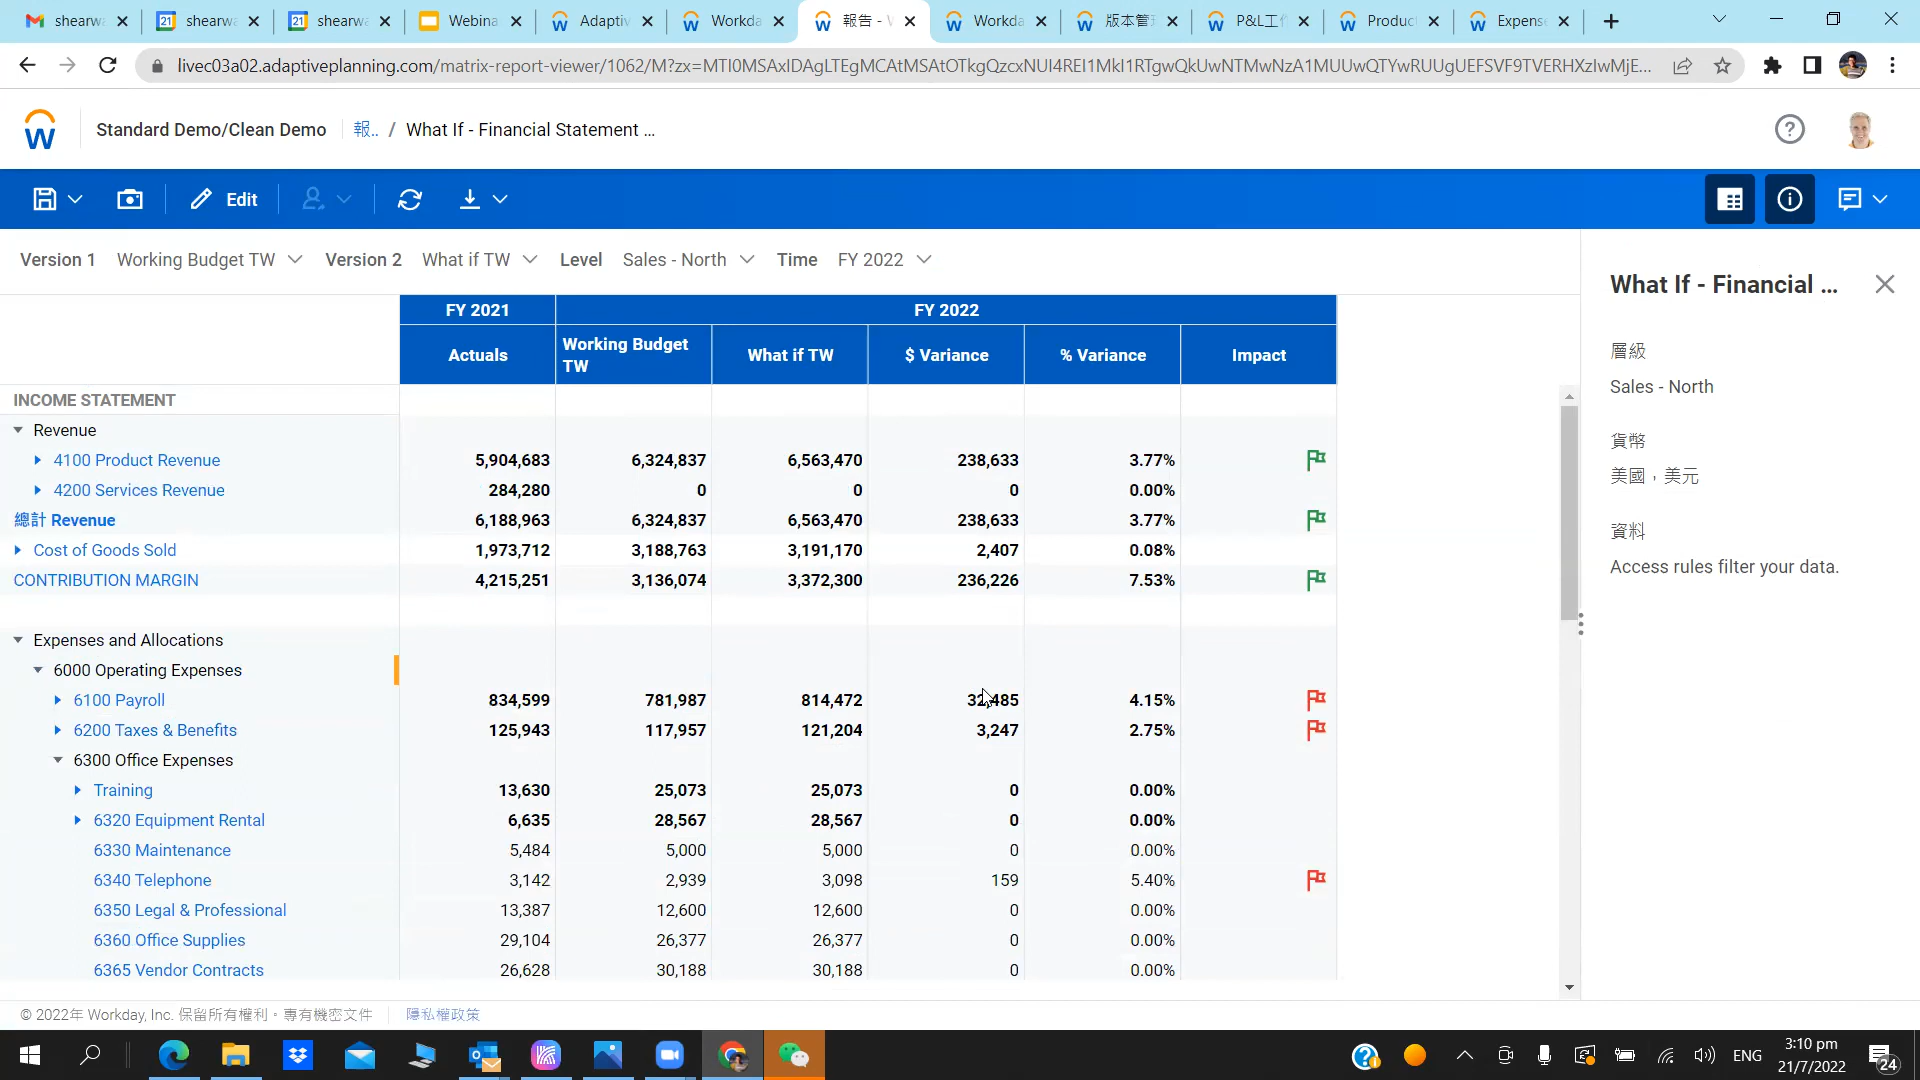 shearwa
21 shearwa
21 shearwa
Webina
Adaptiv
Workda
報告 - W
Workda
版本管
P&L工
Produc
Expens
livec03a02.adaptiveplanning.com/matrix-report-viewer/1062/M?zx=MTI0MSAxIDAgLTEgMCAtMSAtOTkgQzcxNUI4REI1MkI1RTgwQkUwNTMwNzA1MUUwQTYwRUUgUEFSVF9TVERHXzIwMjE...
Standard Demo/Clean Demo 報.. / What If - Financial Statement ...
Edit
Version 1 Working Budget TW Version 2 What if TW Level Sales - North Time FY 2022
FY 2021 FY 2022
Actuals Working Budget TW What if TW $ Variance % Variance Impact
INCOME STATEMENT
Revenue
4100 Product Revenue 5,904,683 6,324,837 6,563,470 238,633 3.77%
4200 Services Revenue 284,280 0 0 0 0.00%
總計 Revenue 6,188,963 6,324,837 6,563,470 238,633 3.77%
Cost of Goods Sold 1,973,712 3,188,763 3,191,170 2,407 0.08%
CONTRIBUTION MARGIN 4,215,251 3,136,074 3,372,300 236,226 7.53%
Expenses and Allocations
6000 Operating Expenses
6100 Payroll 834,599 781,987 814,472 32,485 4.15%
6200 Taxes & Benefits 125,943 117,957 121,204 3,247 2.75%
6300 Office Expenses
Training 13,630 25,073 25,073 0 0.00%
6320 Equipment Rental 6,635 28,567 28,567 0 0.00%
6330 Maintenance 5,484 5,000 5,000 0 0.00%
6340 Telephone 3,142 2,939 3,098 159 5.40%
6350 Legal & Professional 13,387 12,600 12,600 0 0.00%
6360 Office Supplies 29,104 26,377 26,377 0 0.00%
6365 Vendor Contracts 26,628 30,188 30,188 0 0.00%
What If - Financial ...
層級
Sales - North
貨幣
美國，美元
資料
Access rules filter your data.
© 2022年 Workday, Inc. 保留所有權利。專有機密文件 隱私權政策
ENG
3:10 pm
21/7/2022
24